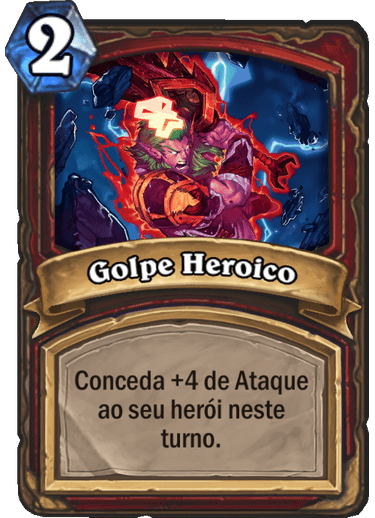 2
Golpe Heroico
Conceda +4 de Ataque
ao seu herói neste
turno.